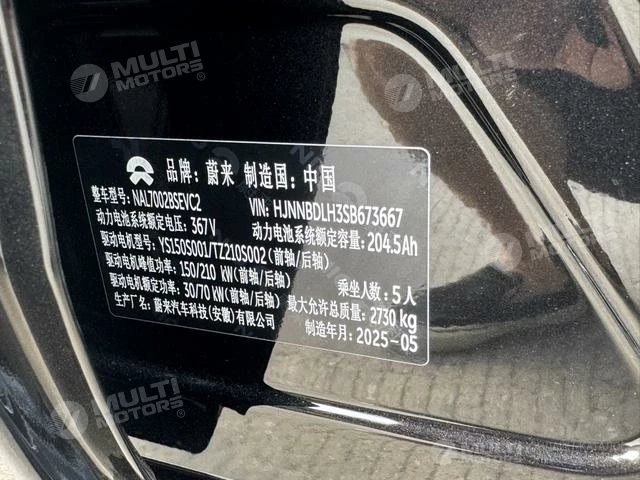 MULTI
MOTORS
MULTI
MOTORS
品牌：蔚来 制造国：中国
整车型号：NAL7002BSEVC2 VIN: HJNNBDLH3SB673667
动力电池系统额定电压：367V 动力电池系统额定容量：204.5Ah
驱动电机型号：YS150S001/TZ210S002（前轴/后轴）
驱动电机峰值功率：150/210 kW（前轴/后轴） 乘坐人数：5人
驱动电机额定功率：30/70 kW（前轴/后轴） 最大允许总质量：2730 kg
生产厂名：蔚来汽车科技（安徽）有限公司 制造年月：2025-05
MULTI
MOTORS
MULTI
MOTORS